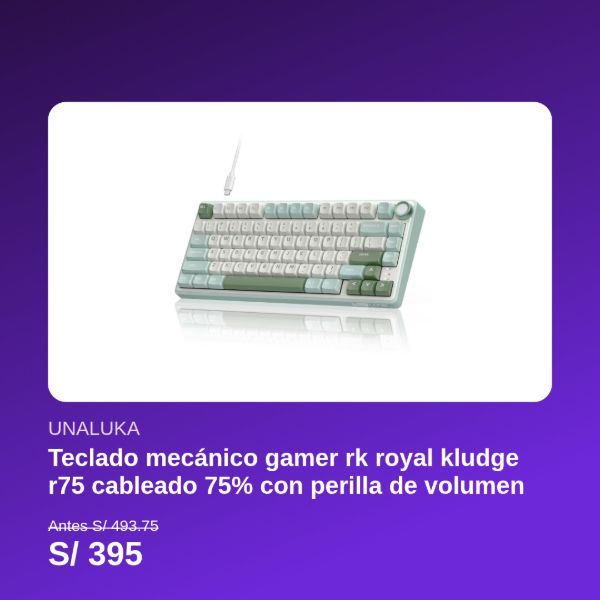 UNALUKA
Teclado mecánico gamer rk royal kludge
r75 cableado 75% con perilla de volumen
Antes S/ 493.75
S/ 395